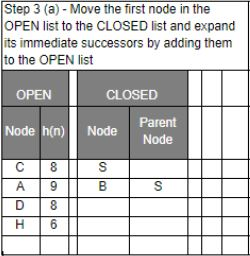 Step 3 (a) - Move the first node in the
OPEN list to the CLOSED list and expand
its immediate successors by adding them
to the OPEN list
OPEN CLOSED
Node h(n) Node Parent
Node
C 8 S
A 9 B S
D 8
H 6